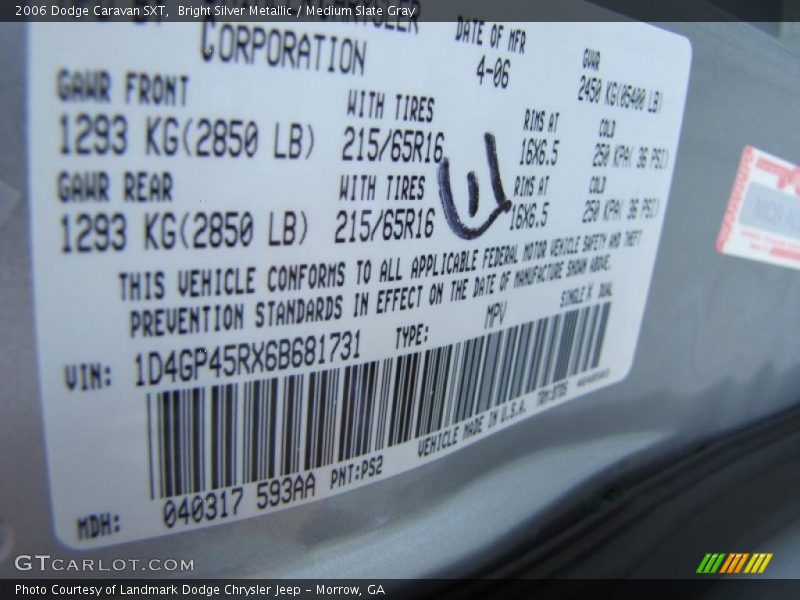 2006 Dodge Caravan SXT, Bright Silver Metallic / Medium Slate Gray
CORPORATION
DATE OF MFR
4-06
GVWR
2450 KG(05400 LB)
GAWR FRONT
WITH TIRES
RIMS AT
COLD
1293 KG(2850 LB)
215/65R16
16X6.5
250 KPA( 36 PSI)
GAWR REAR
WITH TIRES
RIMS AT
COLD
1293 KG(2850 LB)
215/65R16
16X6.5
250 KPA( 36 PSI)
THIS VEHICLE CONFORMS TO ALL APPLICABLE FEDERAL MOTOR VEHICLE SAFETY AND THEFT
PREVENTION STANDARDS IN EFFECT ON THE DATE OF MANUFACTURE SHOWN ABOVE.
VIN: 1D4GP45RX6B681731 TYPE: MPV SINGLE X DUAL
VEHICLE MADE IN U.S.A.
MDH: 040317 593AA PNT:PS2
GTCARLOT.COM
Photo Courtesy of Landmark Dodge Chrysler Jeep – Morrow, GA